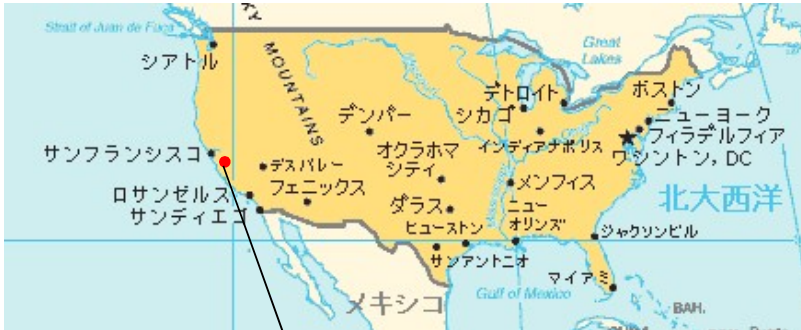 Strait of Juan de Fuca
KY
MOUNTAINS
Great
Lakes
シアトル
デトロイト
シカゴ
ボストン
ニューヨーク
フィラデルフィア
ワシントン, DC
インディアナポリス
デンバー
オクラホマ
シティ
サンフランシスコ
デスバレー
フェニックス
ロサンゼルス
サンディエゴ
メンフィス
ダラス
ニュー
オリンズ
ヒューストン
サンアントニオ
ジャクソンビル
マイアミ
北大西洋
メキシコ
Gulf of Mexico
BAH.